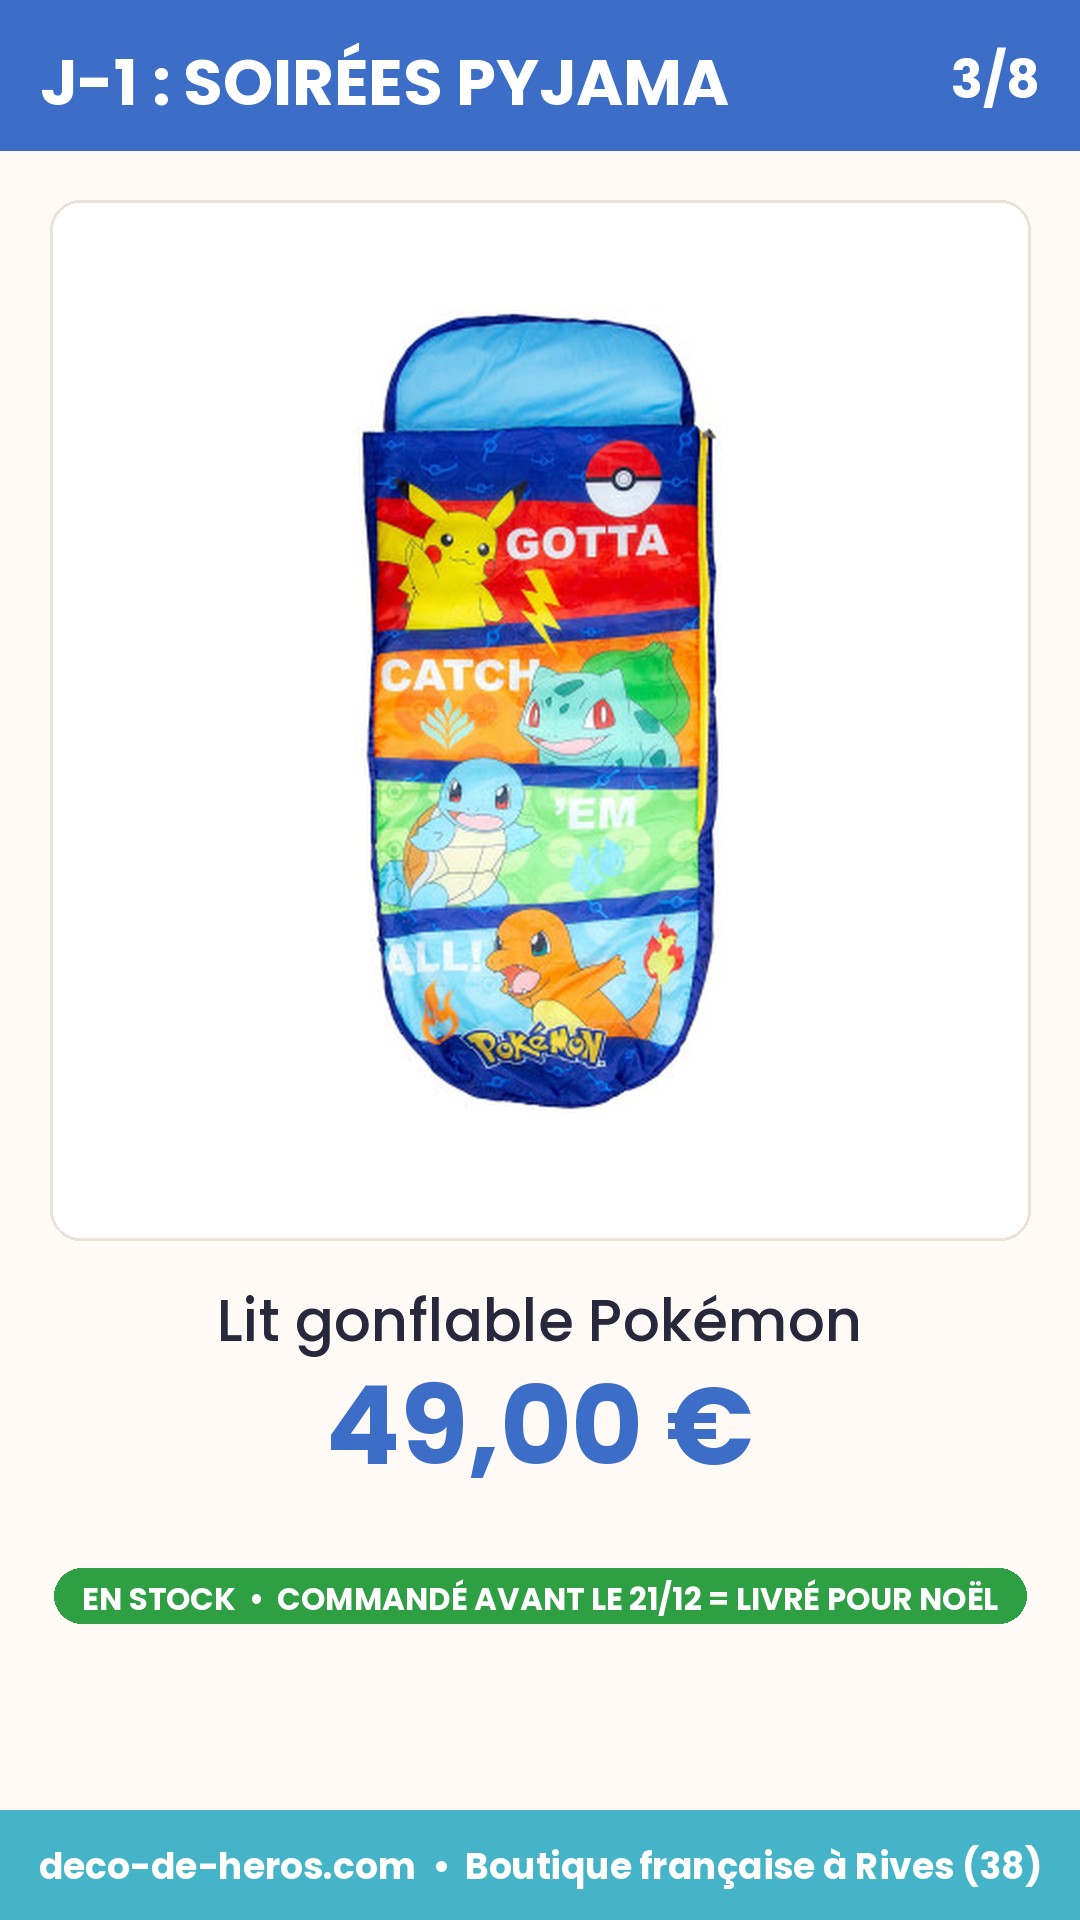 J-1 : SOIRÉES PYJAMA
3/8
GOTTA
CATCH
'EM
ALL!
POKéMON
Lit gonflable Pokémon
49,00 €
EN STOCK • COMMANDÉ AVANT LE 21/12 = LIVRÉ POUR NOËL
deco-de-heros.com • Boutique française à Rives (38)